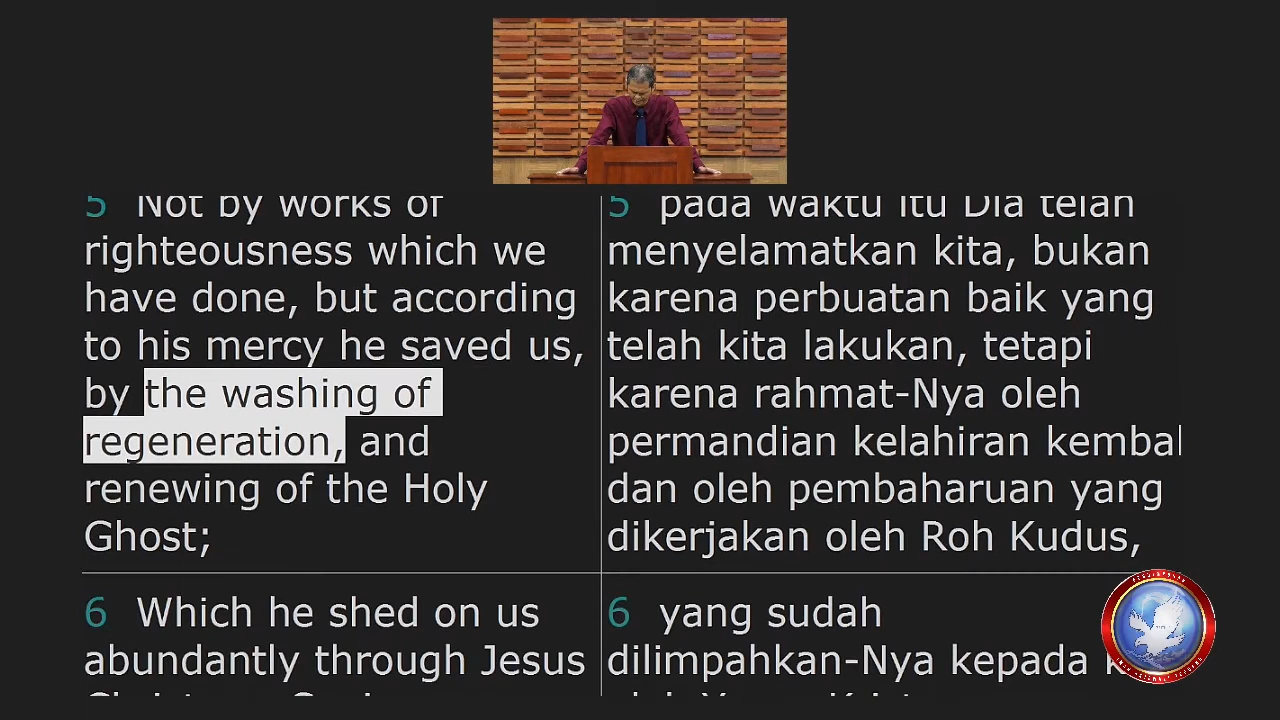 5 Not by works of
righteousness which we
have done, but according
to his mercy he saved us,
by the washing of
regeneration, and
renewing of the Holy
Ghost;
6 Which he shed on us
abundantly through Jesus
5 pada waktu itu Dia telah
menyelamatkan kita, bukan
karena perbuatan baik yang
telah kita lakukan, tetapi
karena rahmat-Nya oleh
permandian kelahiran kembal
dan oleh pembaharuan yang
dikerjakan oleh Roh Kudus,
6 yang sudah
dilimpahkan-Nya kepada